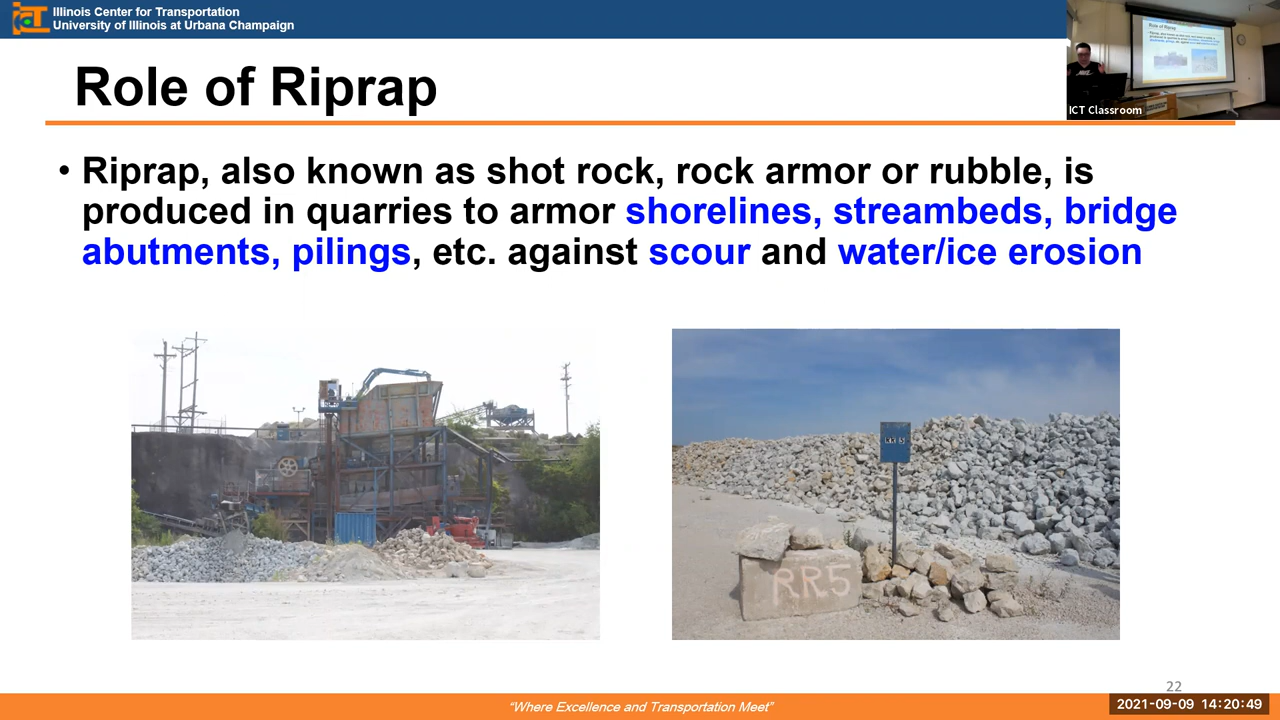 Illinois Center for Transportation
University of Illinois at Urbana Champaign
ICT Classroom
Role of Riprap
• Riprap, also known as shot rock, rock armor or rubble, is
produced in quarries to armor shorelines, streambeds, bridge
abutments, pilings, etc. against scour and water/ice erosion
RR5
RR5
22
“Where Excellence and Transportation Meet”
2021-09-09 14:20:49